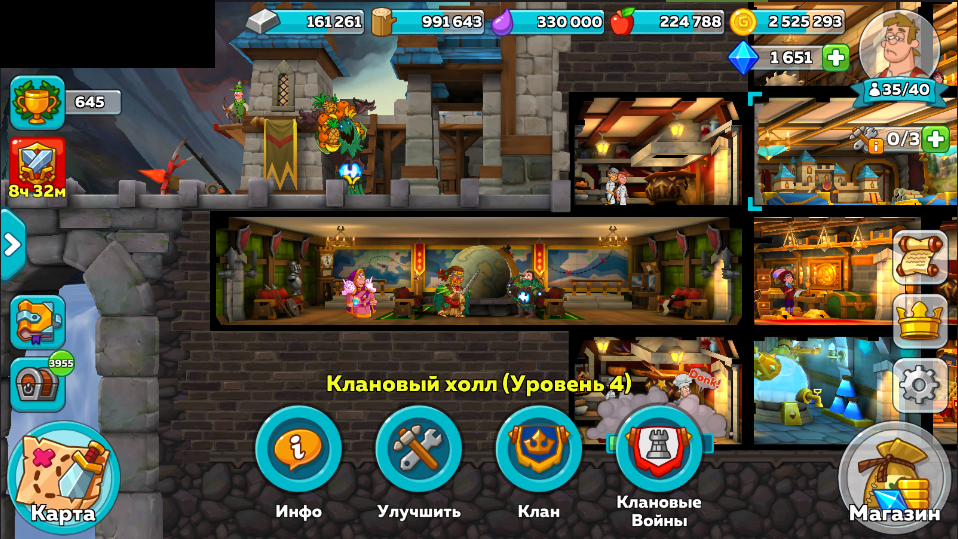 161 261
991 643
330 000
224 788
2 525 293
1 651
645
35/40
0/3
8ч 32м
3955
Donk!
Клановый холл (Уровень 4)
Карта
Инфо
Улучшить
Клан
Клановые
Войны
Магазин